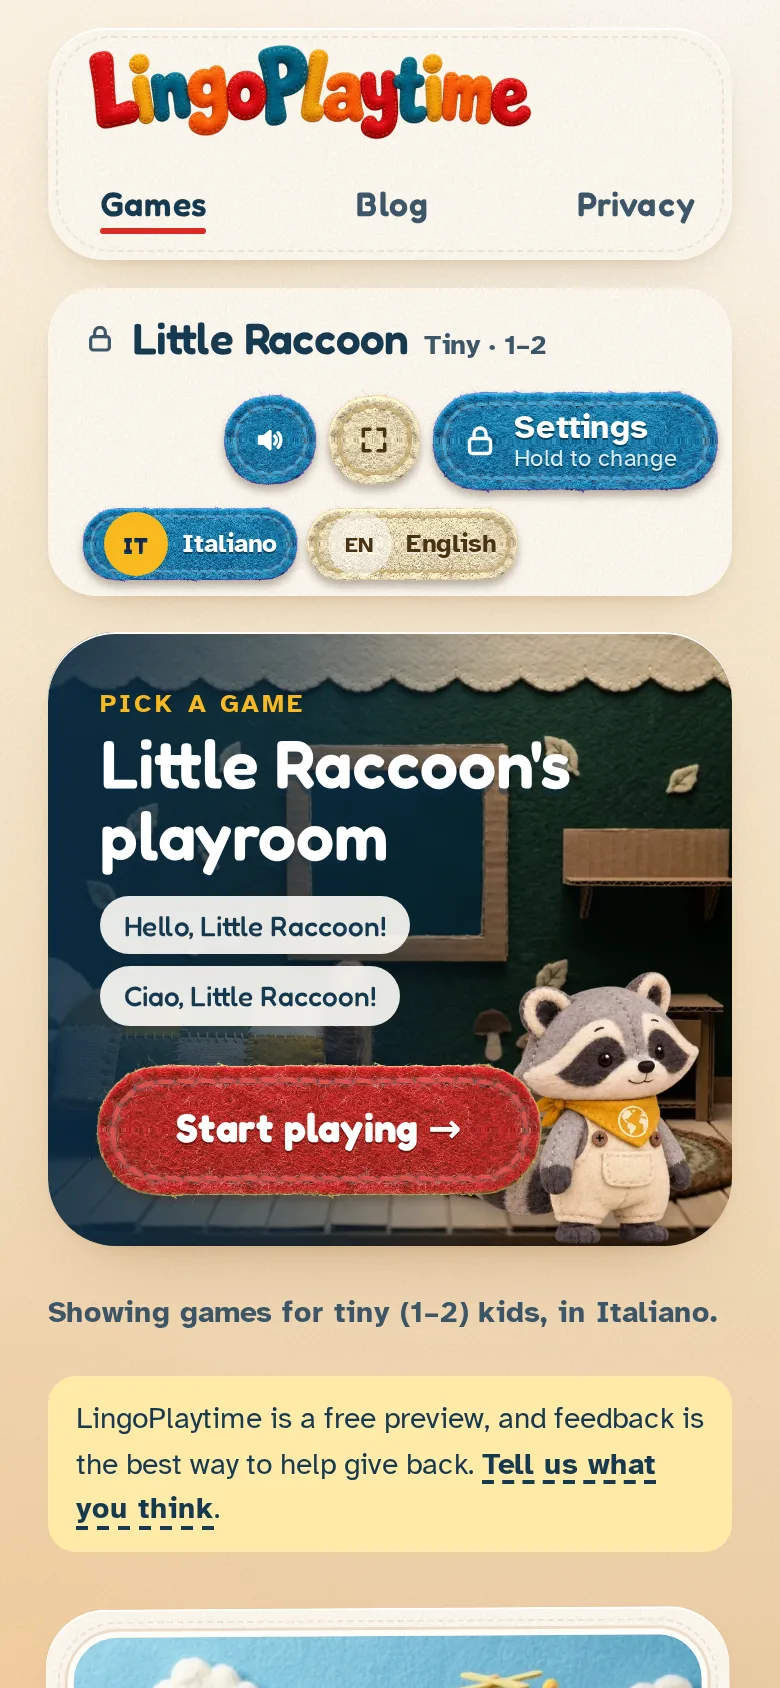 LingoPlaytime
Games Blog Privacy
Little Raccoon Tiny · 1–2
Settings
Hold to change
IT Italiano EN English
PICK A GAME
Little Raccoon's
playroom
Hello, Little Raccoon!
Ciao, Little Raccoon!
Start playing →
Showing games for tiny (1–2) kids, in Italiano.
LingoPlaytime is a free preview, and feedback is
the best way to help give back. Tell us what
you think.